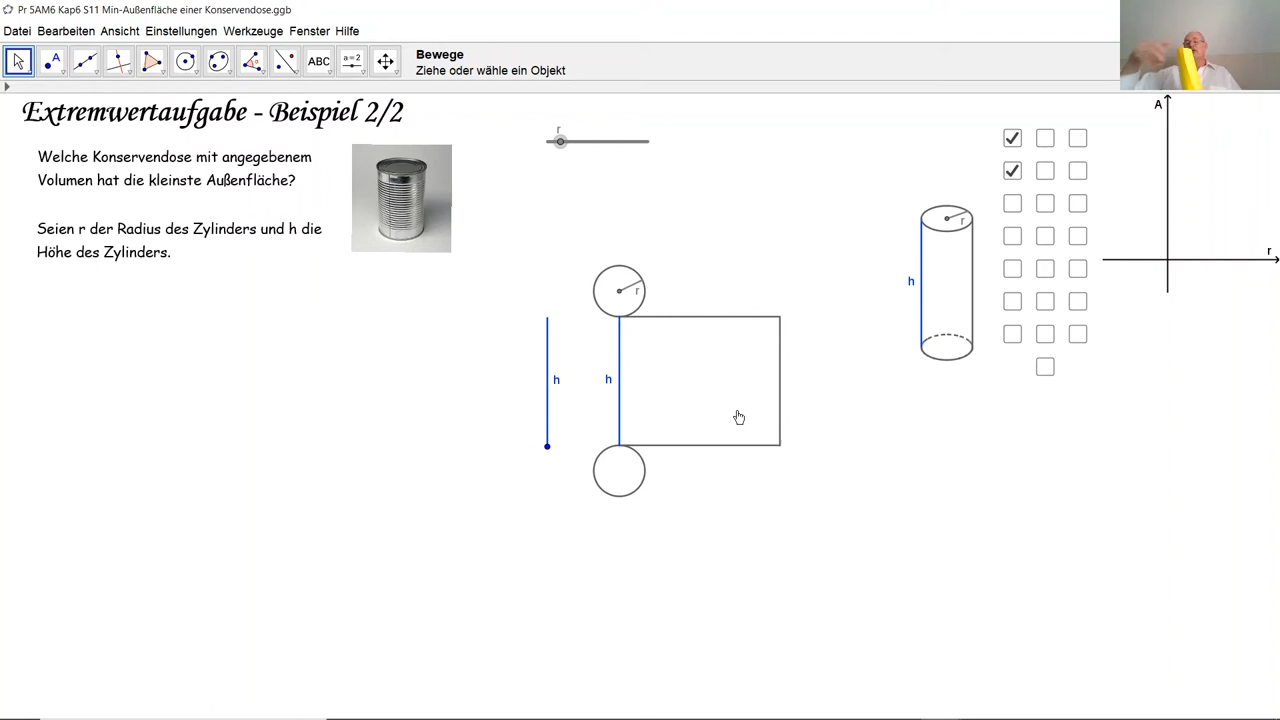 Pr 5AM6 Kap6 S11 Min-Außenfläche einer Konservendose.ggb
Datei Bearbeiten Ansicht Einstellungen Werkzeuge Fenster Hilfe
A
ABC
a=2
Bewege
Ziehe oder wähle ein Objekt
Extremwertaufgabe - Beispiel 2/2
Welche Konservendose mit angegebenem
Volumen hat die kleinste Außenfläche?
Seien r der Radius des Zylinders und h die
Höhe des Zylinders.
r
r
h
h
r
h
A
r